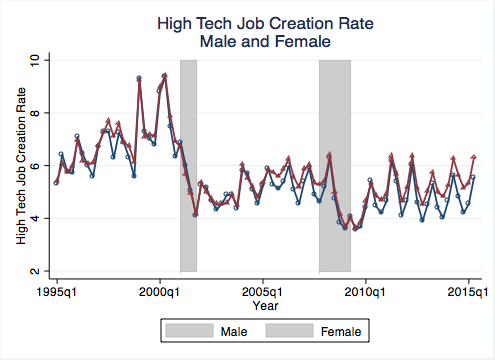 High Tech Job Creation Rate
Male and Female
High Tech Job Creation Rate
10
8
6
4
2
1995q1 2000q1 2005q1 2010q1 2015q1
Year
Male Female